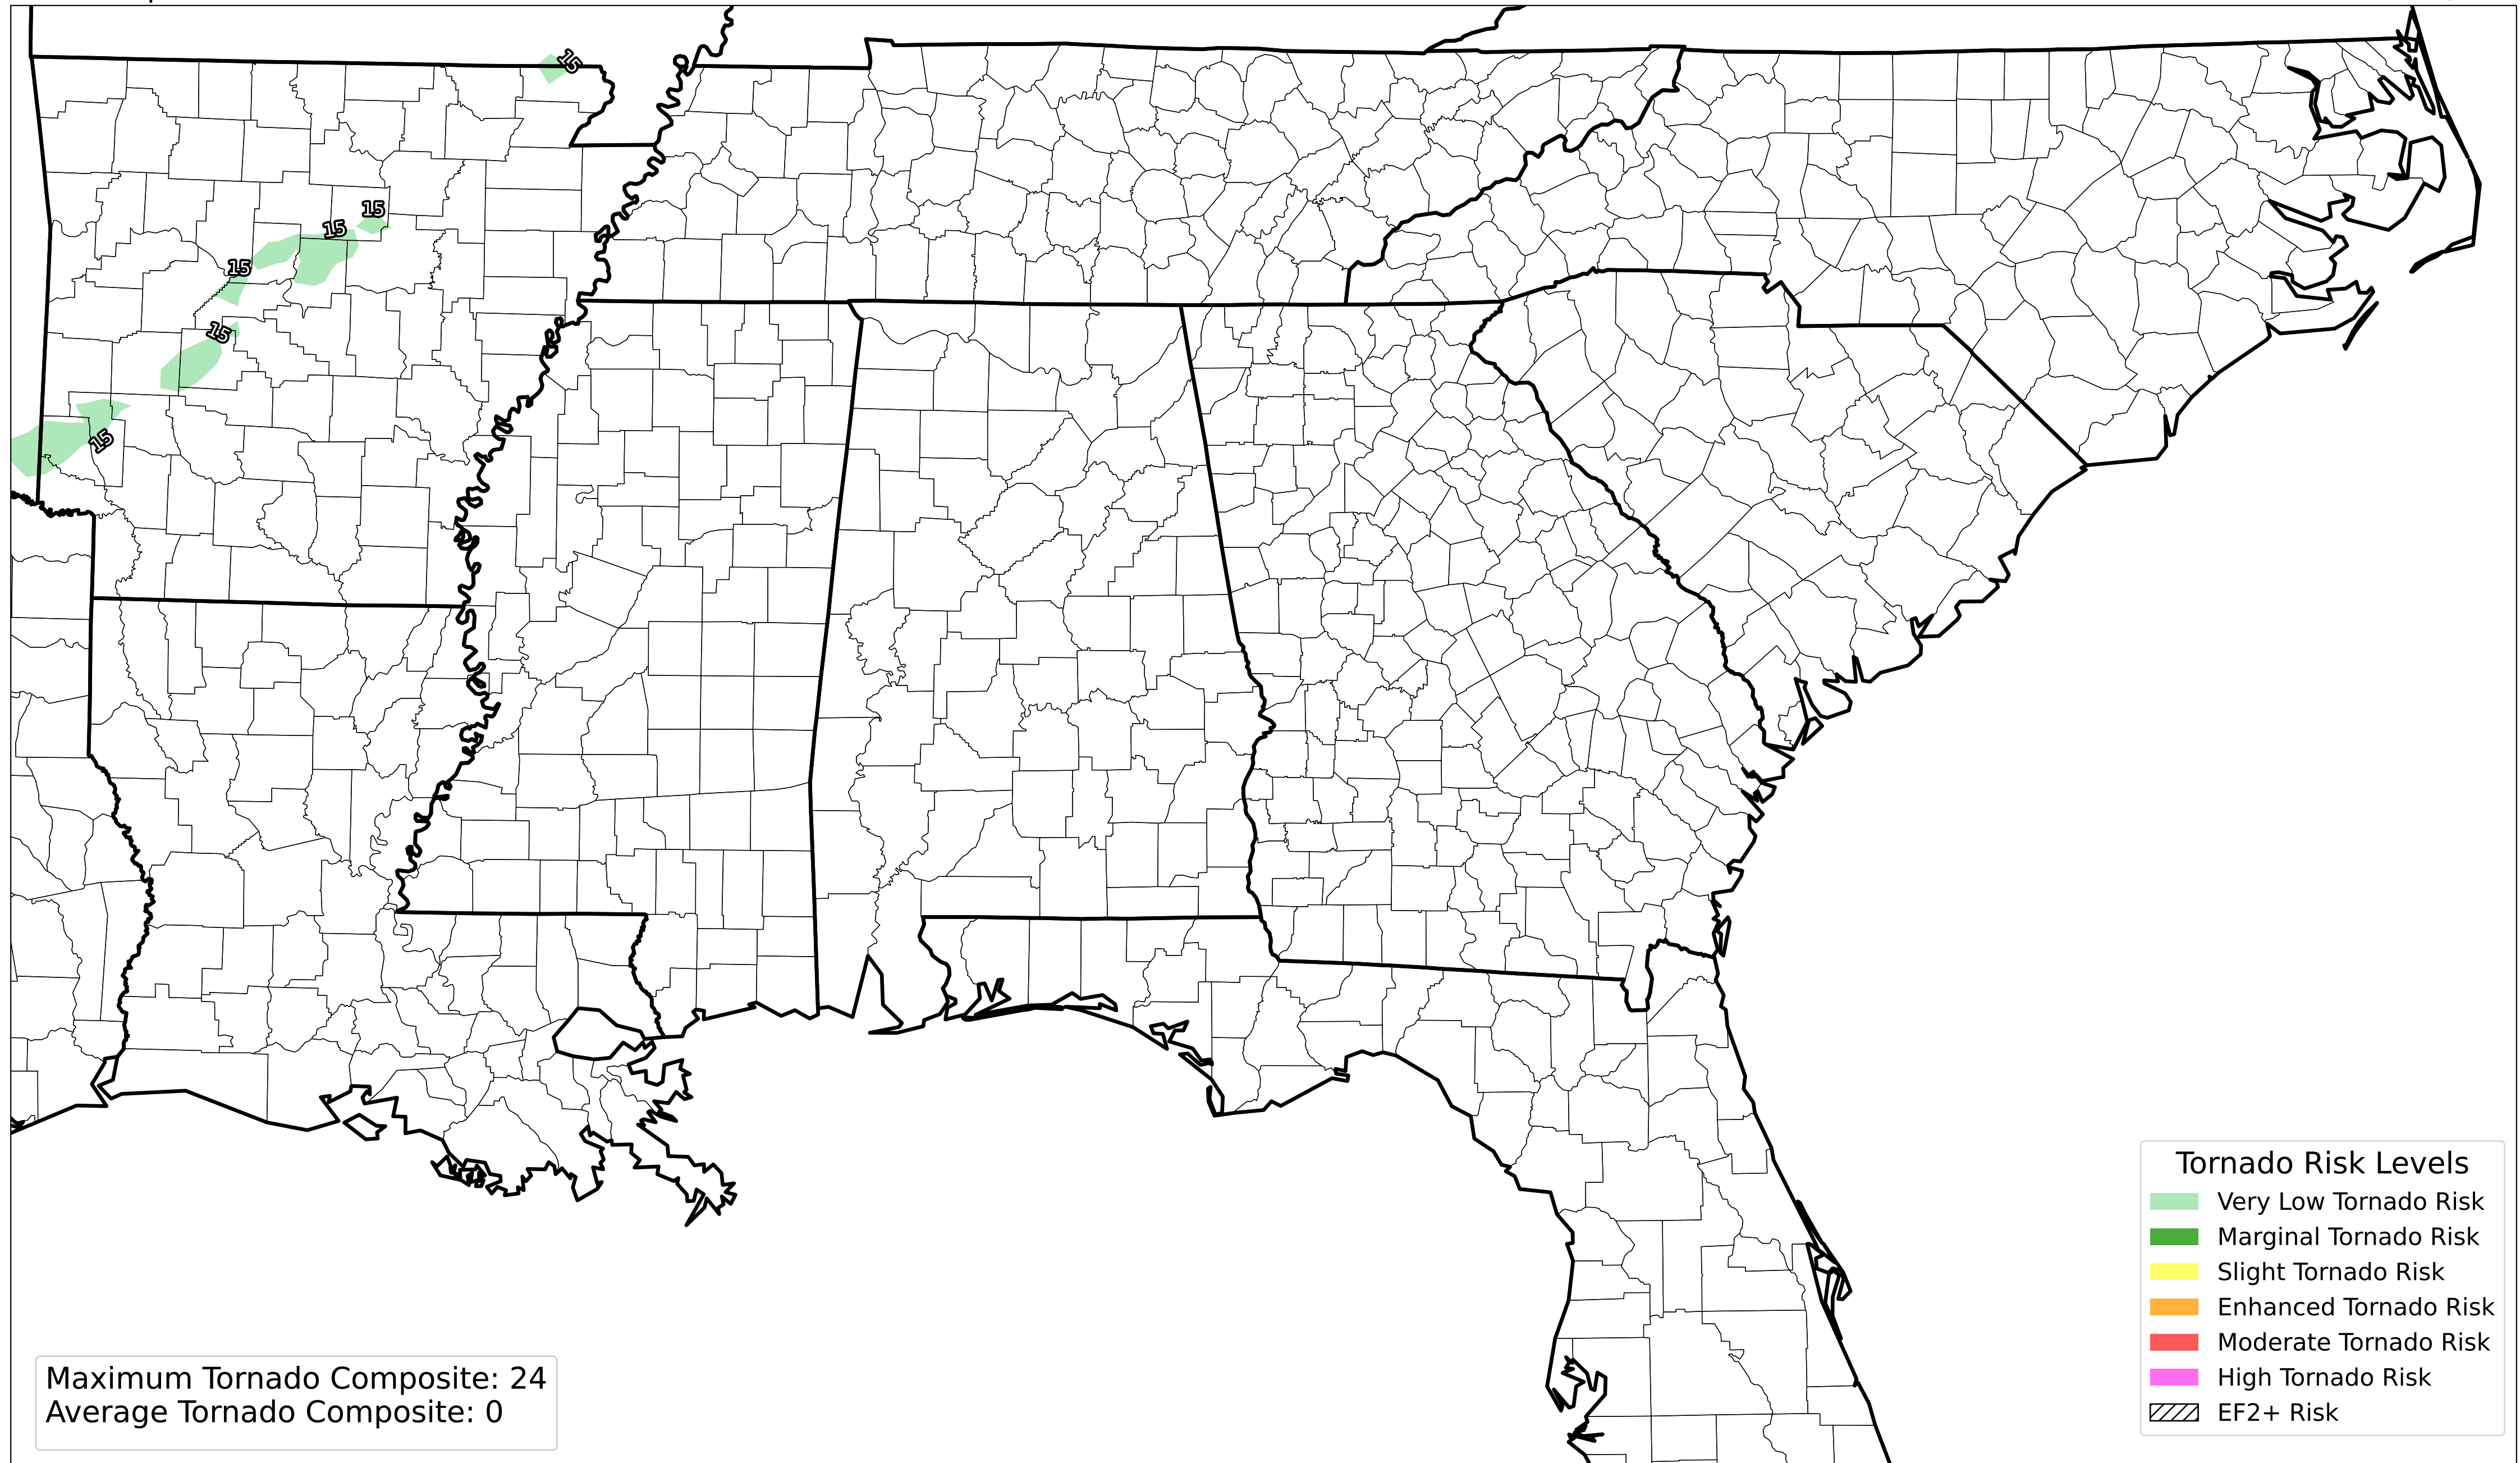 15
15
15
15
15
15
Tornado Risk Levels
Very Low Tornado Risk
Marginal Tornado Risk
Slight Tornado Risk
Enhanced Tornado Risk
Moderate Tornado Risk
High Tornado Risk
EF2+ Risk
Maximum Tornado Composite: 24
Average Tornado Composite: 0